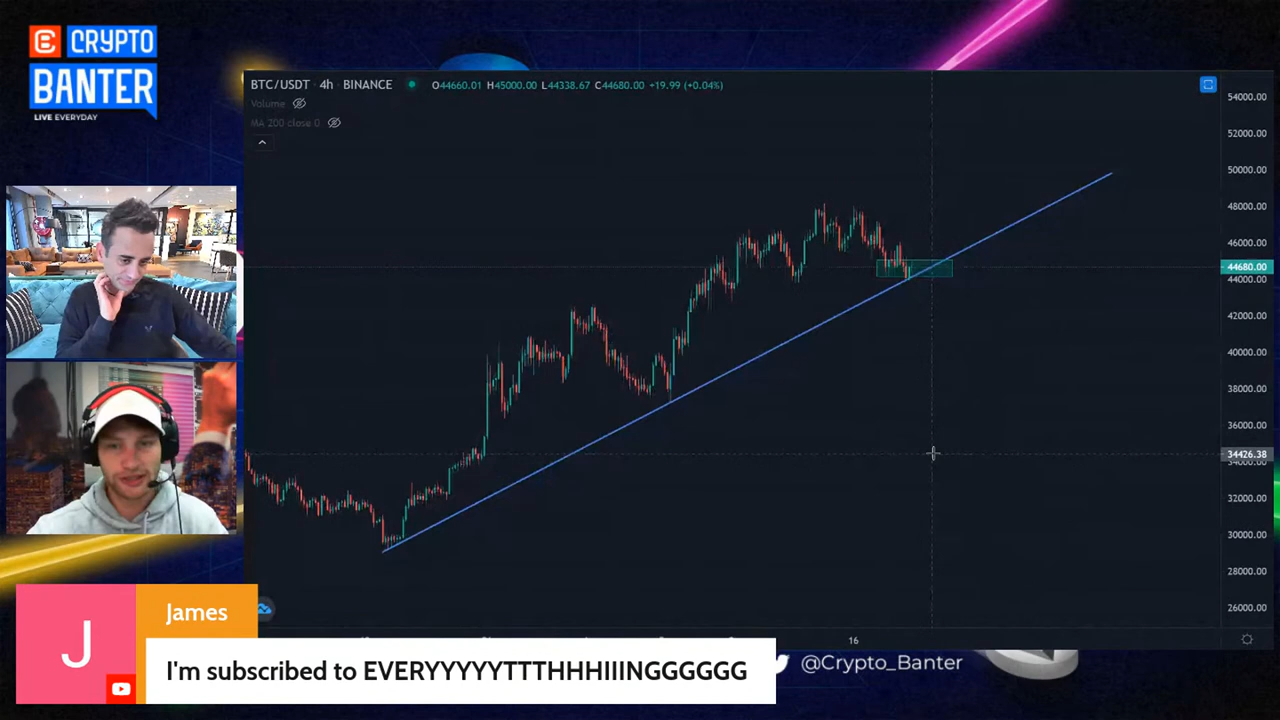 CRYPTO
BANTER
LIVE EVERYDAY
BTC/USDT · 4h · BINANCE O44660.01 H45000.00 L44338.67 C44680.00 +19.99 (+0.04%)
Volume
MA 200 close 0
54000.00
52000.00
50000.00
48000.00
46000.00
44680.00
44000.00
42000.00
40000.00
38000.00
36000.00
34426.38
32000.00
30000.00
28000.00
26000.00
16
James
J
I'm subscribed to EVERYYYYYTTTHHHIIINGGGGGG
@Crypto_Banter